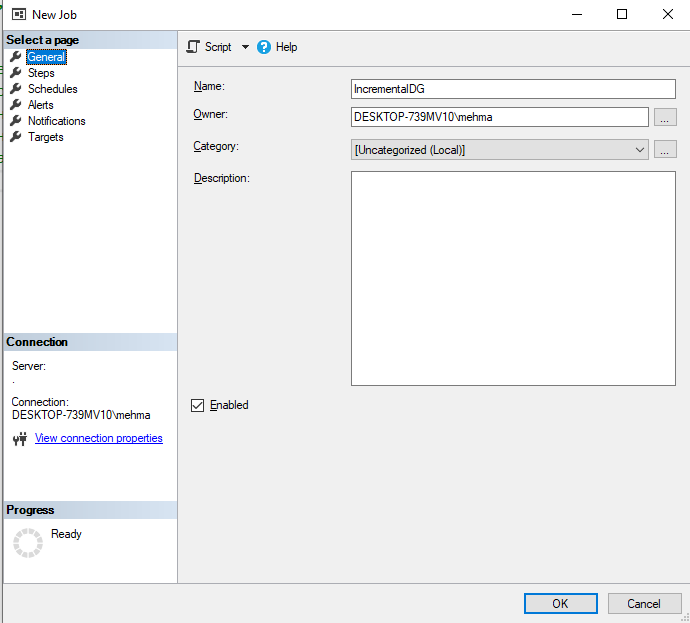 New Job
Select a page
General
Steps
Schedules
Alerts
Notifications
Targets
Script
Help
Name:
IncrementalDG
Owner:
DESKTOP-739MV10\mehma
...
Category:
[Uncategorized (Local)]
...
Description:
Enabled
Connection
Server:
.
Connection:
DESKTOP-739MV10\mehma
View connection properties
Progress
Ready
OK
Cancel